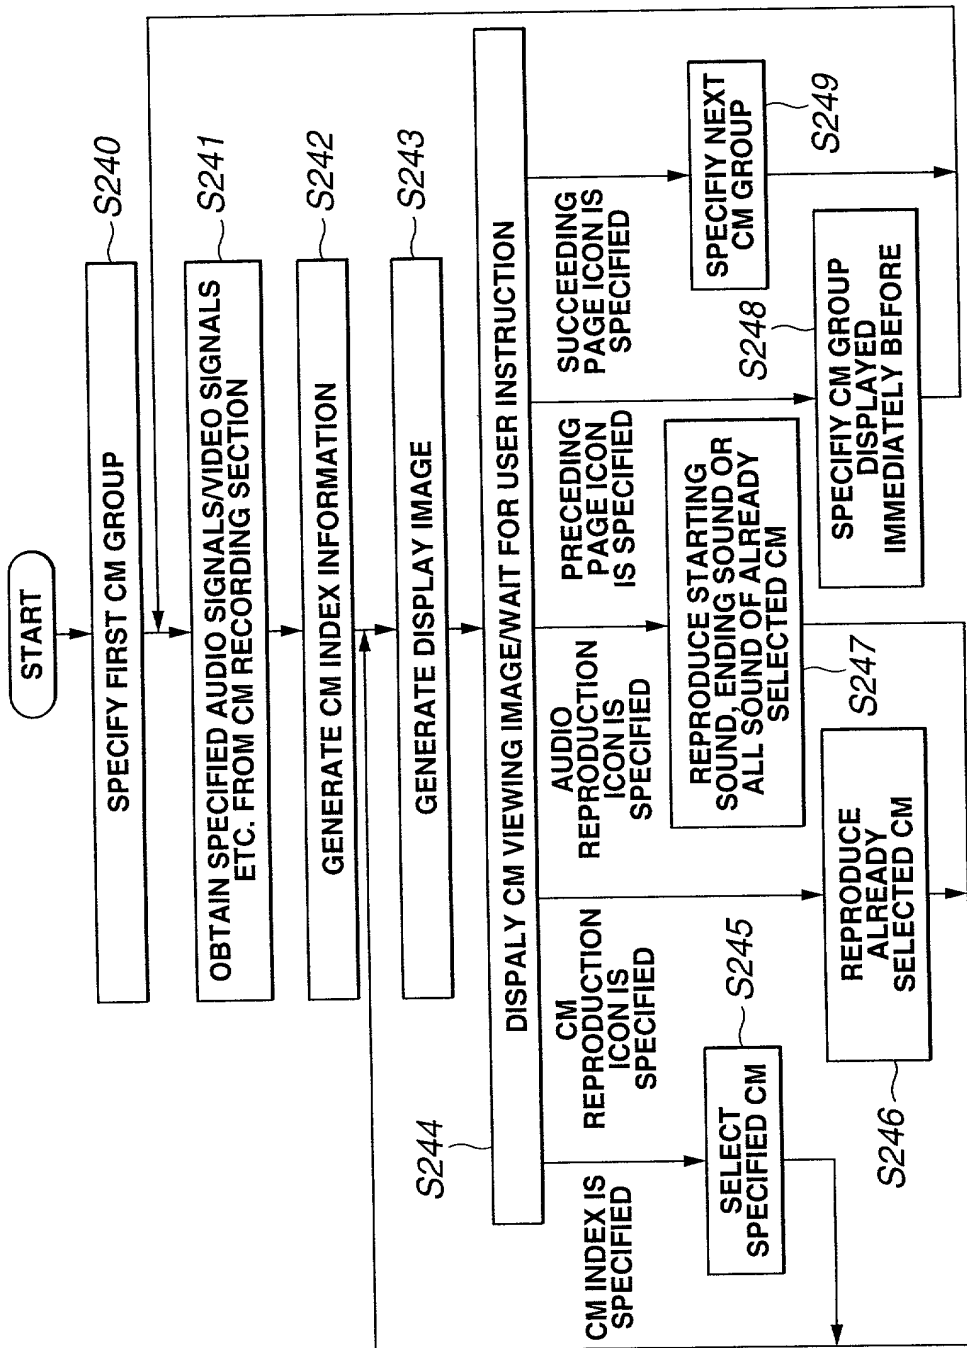 START
SPECIFY FIRST CM GROUP
S240
OBTAIN SPECIFIED AUDIO SIGNALS/VIDEO SIGNALS
ETC. FROM CM RECORDING SECTION
S241
GENERATE CM INDEX INFORMATION
S242
GENERATE DISPLAY IMAGE
S243
S244
DISPALY CM VIEWING IMAGE/WAIT FOR USER INSTRUCTION
CM INDEX IS
SPECIFIED
CM
REPRODUCTION
ICON IS
SPECIFIED
AUDIO
REPRODUCTION
ICON IS
SPECIFIED
PRECEDING
PAGE ICON
IS SPECIFIED
SUCCEEDING
PAGE ICON IS
SPECIFIED
SELECT
SPECIFIED CM
S245
REPRODUCE
ALREADY
SELECTED CM
S246
REPRODUCE STARTING
SOUND, ENDING SOUND OR
ALL SOUND OF ALREADY
SELECTED CM
S247
SPECIFIY CM GROUP
DISPLAYED
IMMEDIATELY BEFORE
S248
SPECIFIY NEXT
CM GROUP
S249